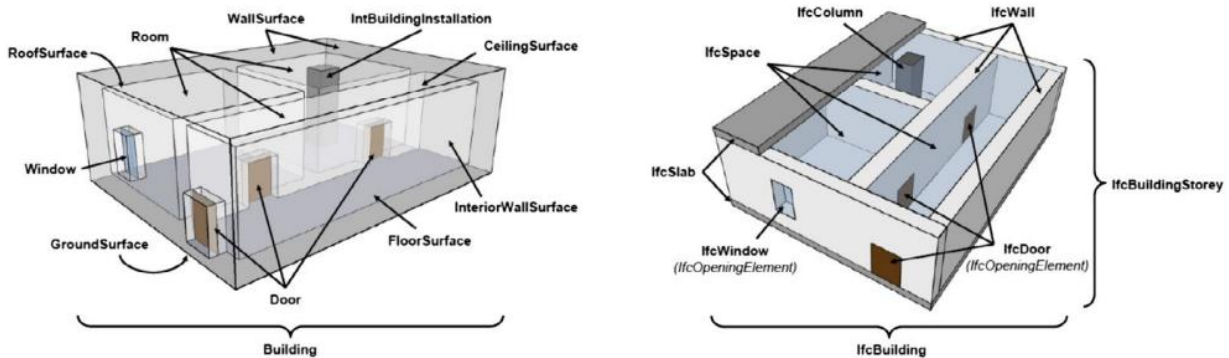 WallSurface
IntBuildingInstallation
Room
RoofSurface
CeilingSurface
Window
InteriorWallSurface
FloorSurface
GroundSurface
Door
Building
IfcColumn
IfcWall
IfcSpace
IfcSlab
IfcBuildingStorey
IfcWindow
(IfcOpeningElement)
IfcDoor
(IfcOpeningElement)
IfcBuilding